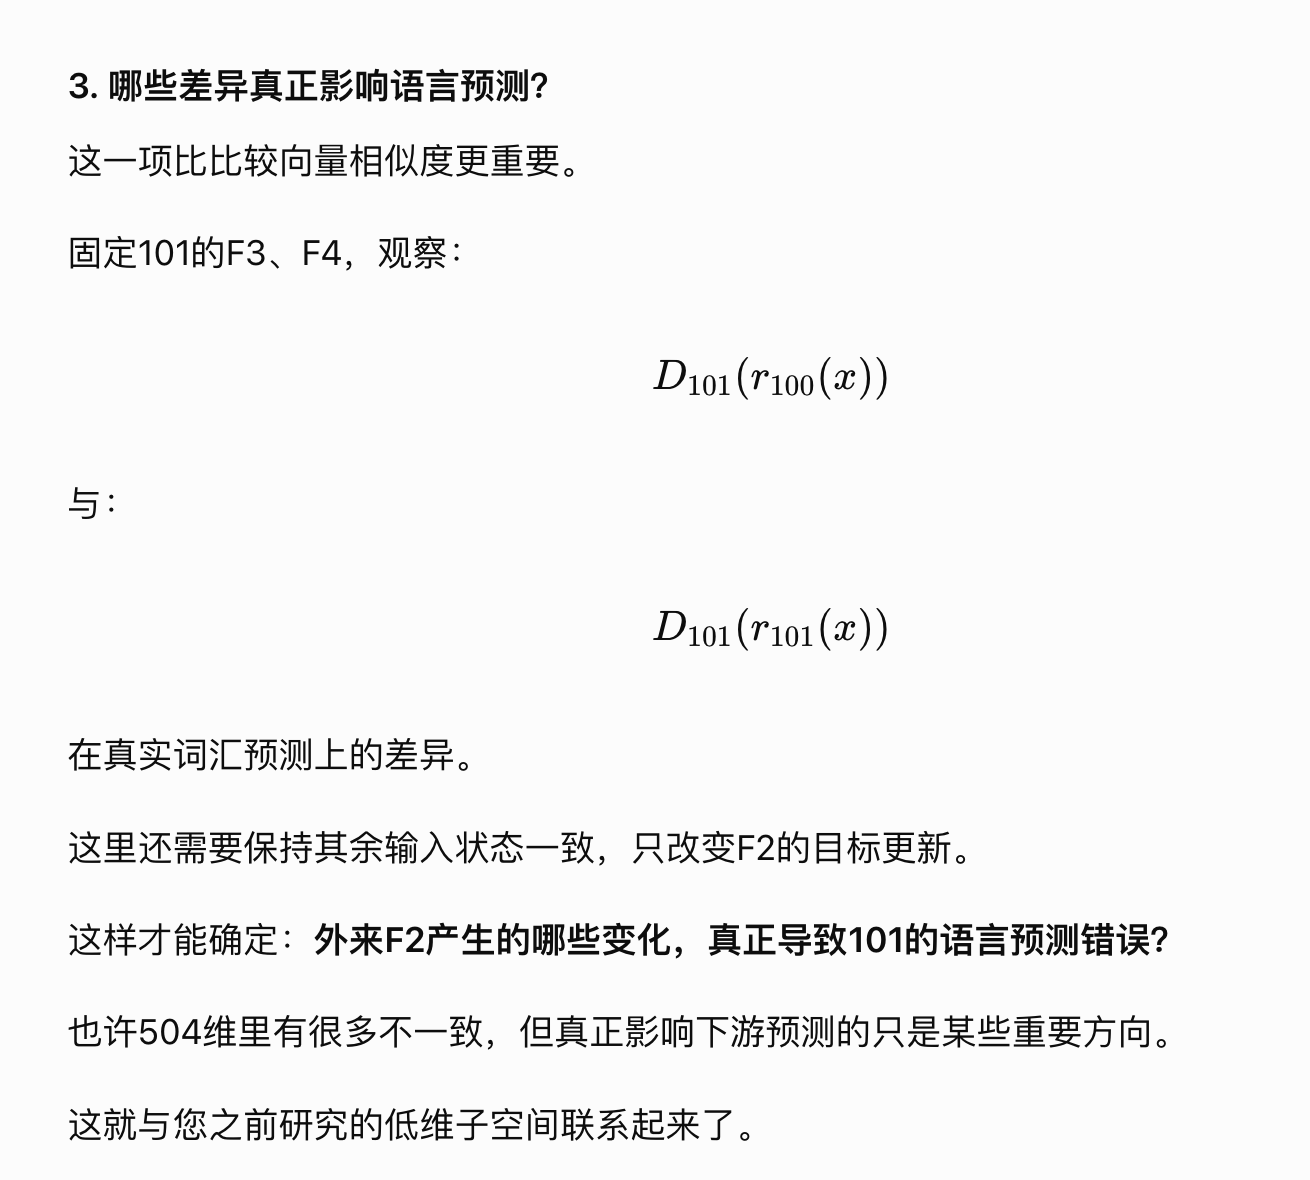 3. 哪些差异真正影响语言预测?
这一项比比较向量相似度更重要。
固定101的F3、F4，观察：
D₁₀₁(r₁₀₀(x))
与：
D₁₀₁(r₁₀₁(x))
在真实词汇预测上的差异。
这里还需要保持其余输入状态一致，只改变F2的目标更新。
这样才能确定：外来F2产生的哪些变化，真正导致101的语言预测错误?
也许504维里有很多不一致，但真正影响下游预测的只是某些重要方向。
这就与您之前研究的低维子空间联系起来了。